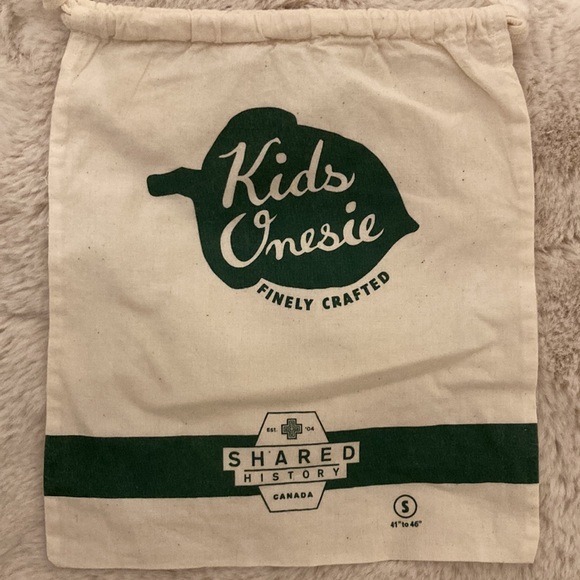 Kids
Onesie
FINELY CRAFTED
EST. '04
SHARED
HISTORY
CANADA
S
41" to 46"